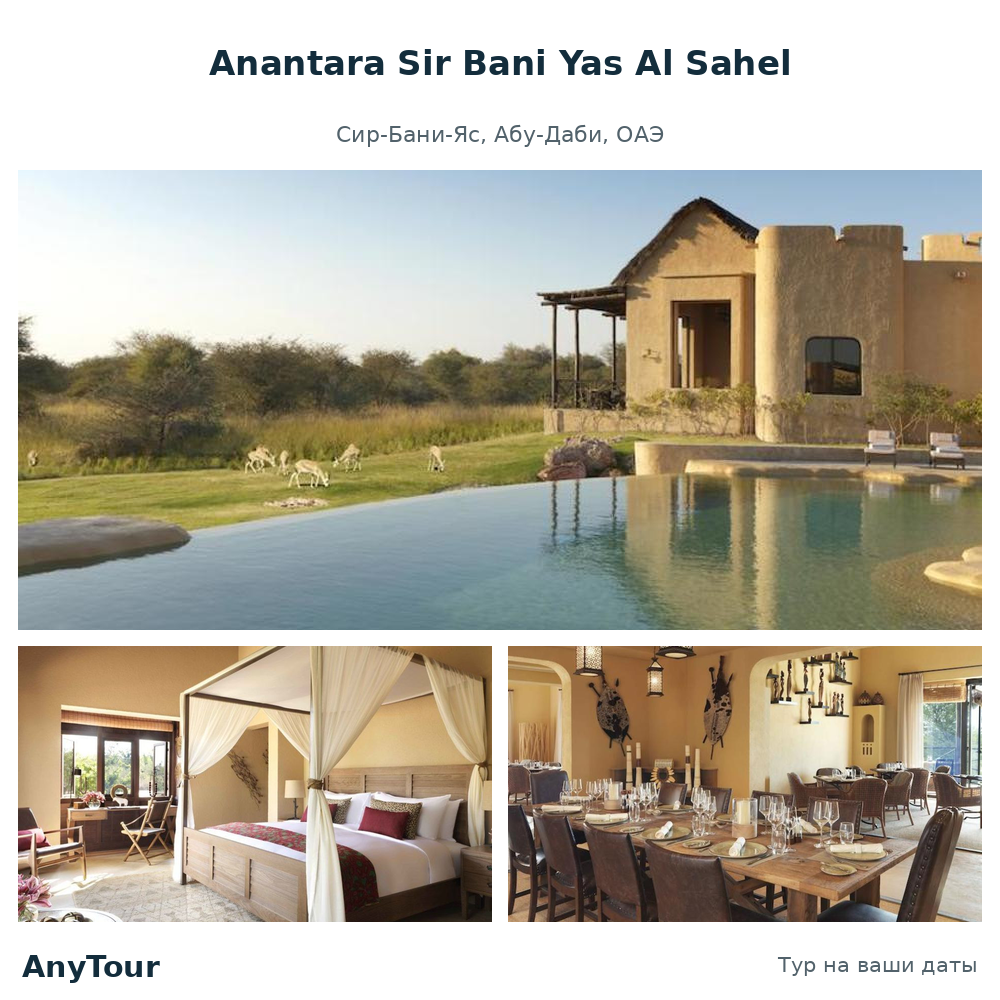 Anantara Sir Bani Yas Al Sahel
Сир-Бани-Яс, Абу-Даби, ОАЭ
AnyTour
Тур на ваши даты